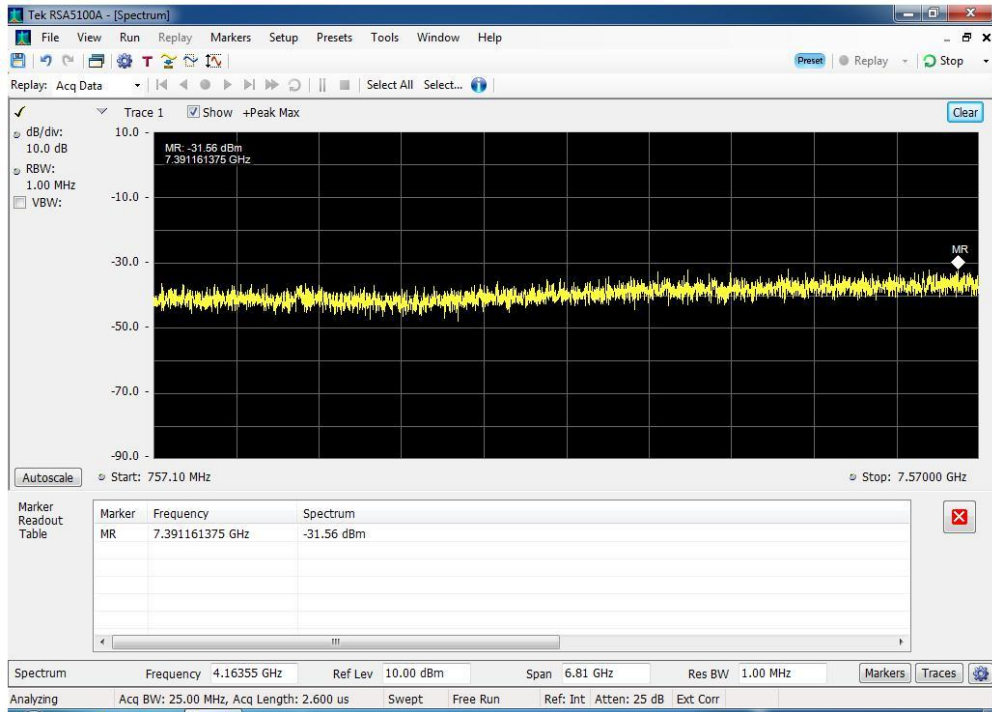 Tek RSA5100A - [Spectrum]
File View Run Replay Markers Setup Presets Tools Window Help
Preset Replay Stop
Replay: Acq Data Select All Select...
Trace 1 Show +Peak Max Clear
dB/div:
10.0 dB
RBW:
1.00 MHz
VBW:
10.0
MR: -31.56 dBm
7.391161375 GHz
-10.0
MR
-30.0
-50.0
-70.0
-90.0
Autoscale Start: 757.10 MHz Stop: 7.57000 GHz
Marker
Readout
Table
Marker Frequency Spectrum
MR 7.391161375 GHz -31.56 dBm
Spectrum Frequency 4.16355 GHz Ref Lev 10.00 dBm Span 6.81 GHz Res BW 1.00 MHz Markers Traces
Analyzing Acq BW: 25.00 MHz, Acq Length: 2.600 us Swept Free Run Ref: Int Atten: 25 dB Ext Corr